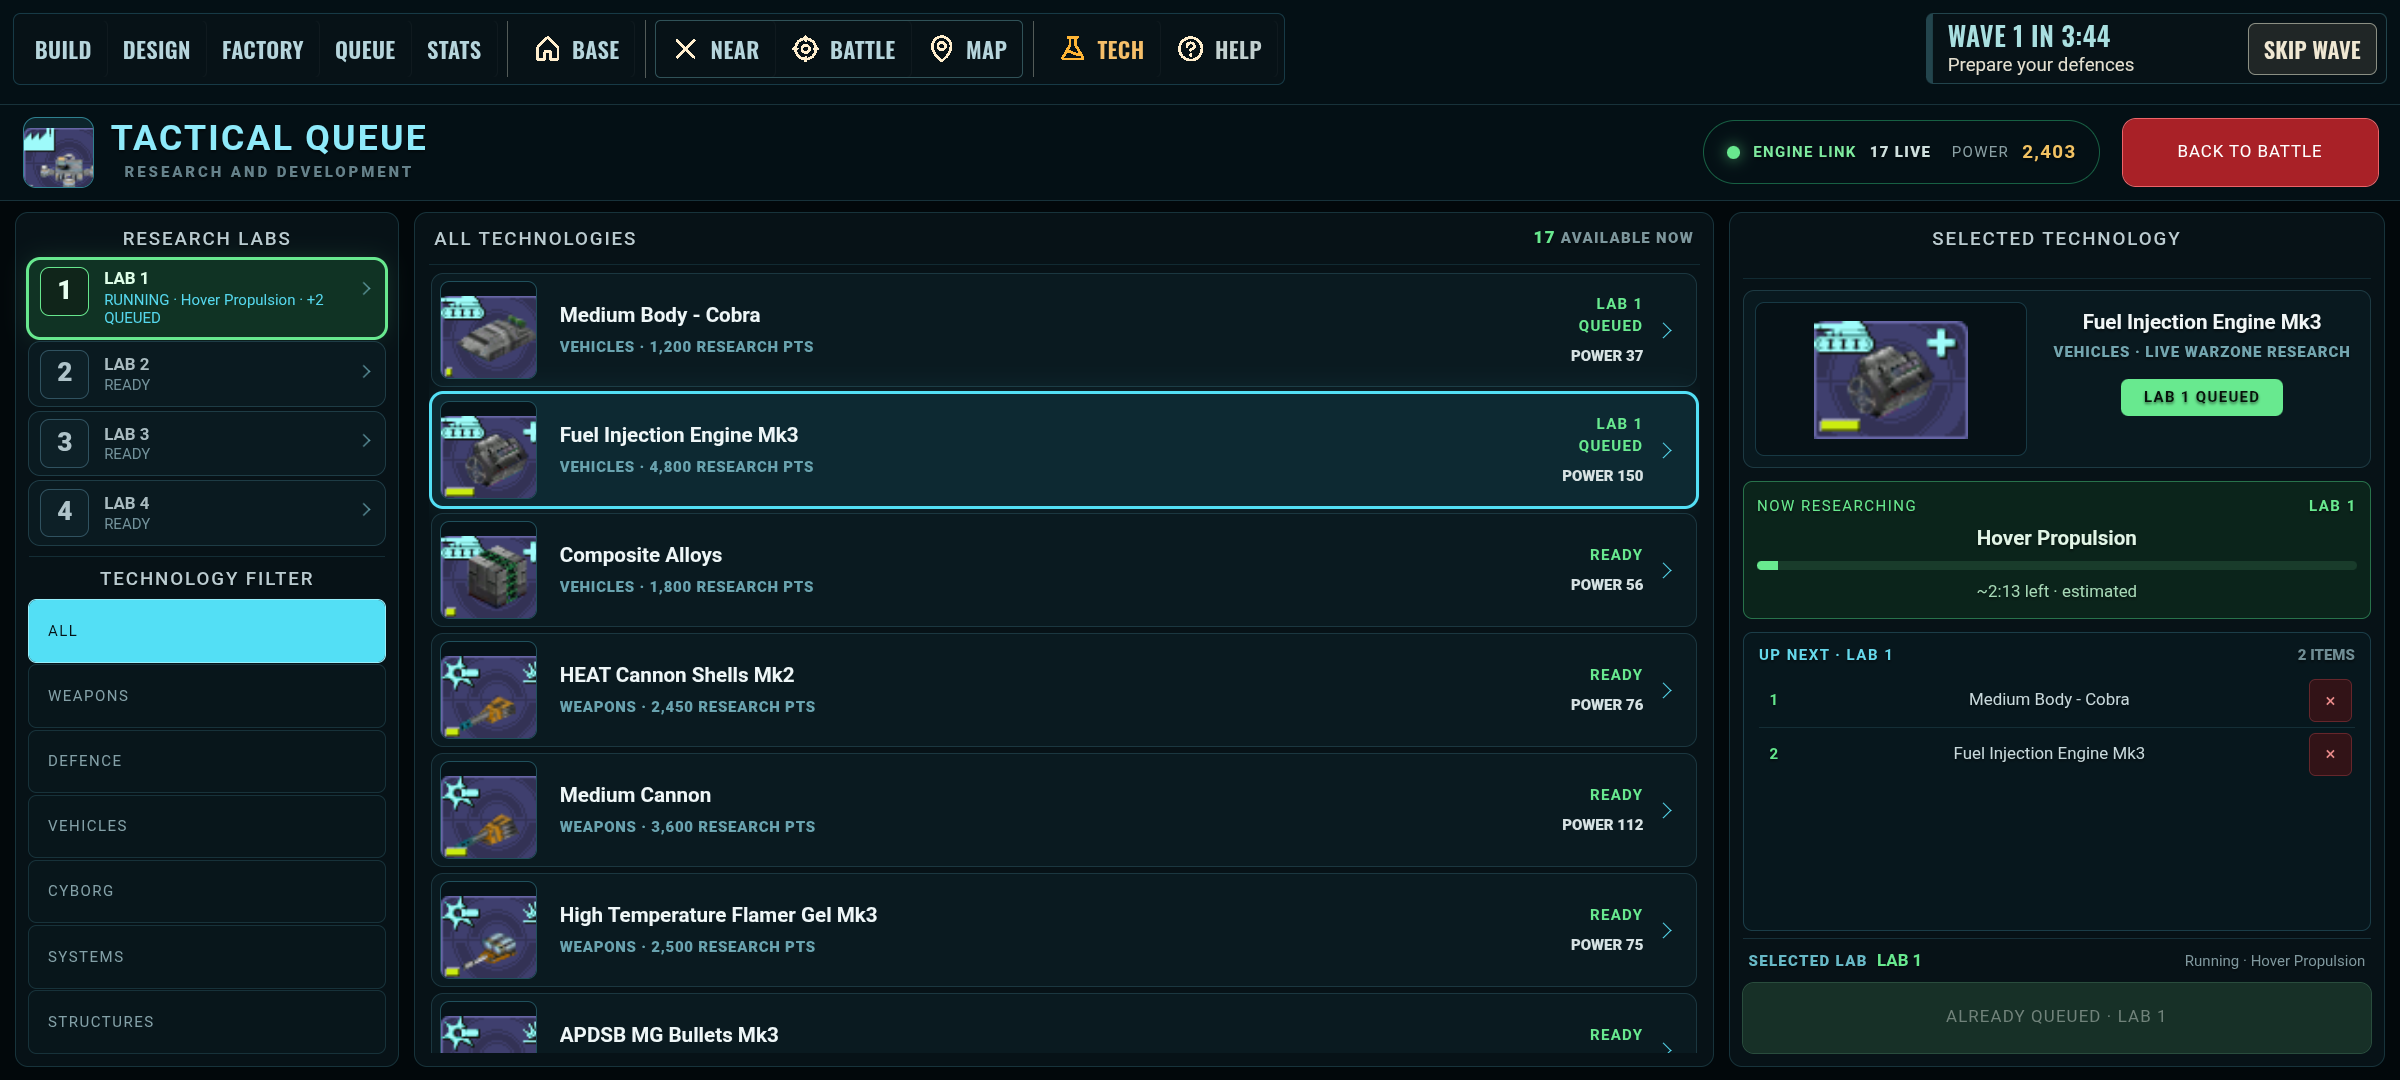 BUILD DESIGN FACTORY QUEUE STATS BASE NEAR BATTLE MAP TECH HELP
WAVE 1 IN 3:44
Prepare your defences
SKIP WAVE
TACTICAL QUEUE
RESEARCH AND DEVELOPMENT
ENGINE LINK 17 LIVE POWER 2,403
BACK TO BATTLE
RESEARCH LABS
1
LAB 1
RUNNING · Hover Propulsion · +2
QUEUED
2
LAB 2
READY
3
LAB 3
READY
4
LAB 4
READY
TECHNOLOGY FILTER
ALL
WEAPONS
DEFENCE
VEHICLES
CYBORG
SYSTEMS
STRUCTURES
ALL TECHNOLOGIES
17 AVAILABLE NOW
Medium Body - Cobra
VEHICLES · 1,200 RESEARCH PTS
LAB 1
QUEUED
POWER 37
Fuel Injection Engine Mk3
VEHICLES · 4,800 RESEARCH PTS
LAB 1
QUEUED
POWER 150
Composite Alloys
VEHICLES · 1,800 RESEARCH PTS
READY
POWER 56
HEAT Cannon Shells Mk2
WEAPONS · 2,450 RESEARCH PTS
READY
POWER 76
Medium Cannon
WEAPONS · 3,600 RESEARCH PTS
READY
POWER 112
High Temperature Flamer Gel Mk3
WEAPONS · 2,500 RESEARCH PTS
READY
POWER 75
APDSB MG Bullets Mk3
READY
SELECTED TECHNOLOGY
Fuel Injection Engine Mk3
VEHICLES · LIVE WARZONE RESEARCH
LAB 1 QUEUED
NOW RESEARCHING
LAB 1
Hover Propulsion
~2:13 left · estimated
UP NEXT · LAB 1
2 ITEMS
1 Medium Body - Cobra ×
2 Fuel Injection Engine Mk3 ×
SELECTED LAB LAB 1
Running · Hover Propulsion
ALREADY QUEUED · LAB 1